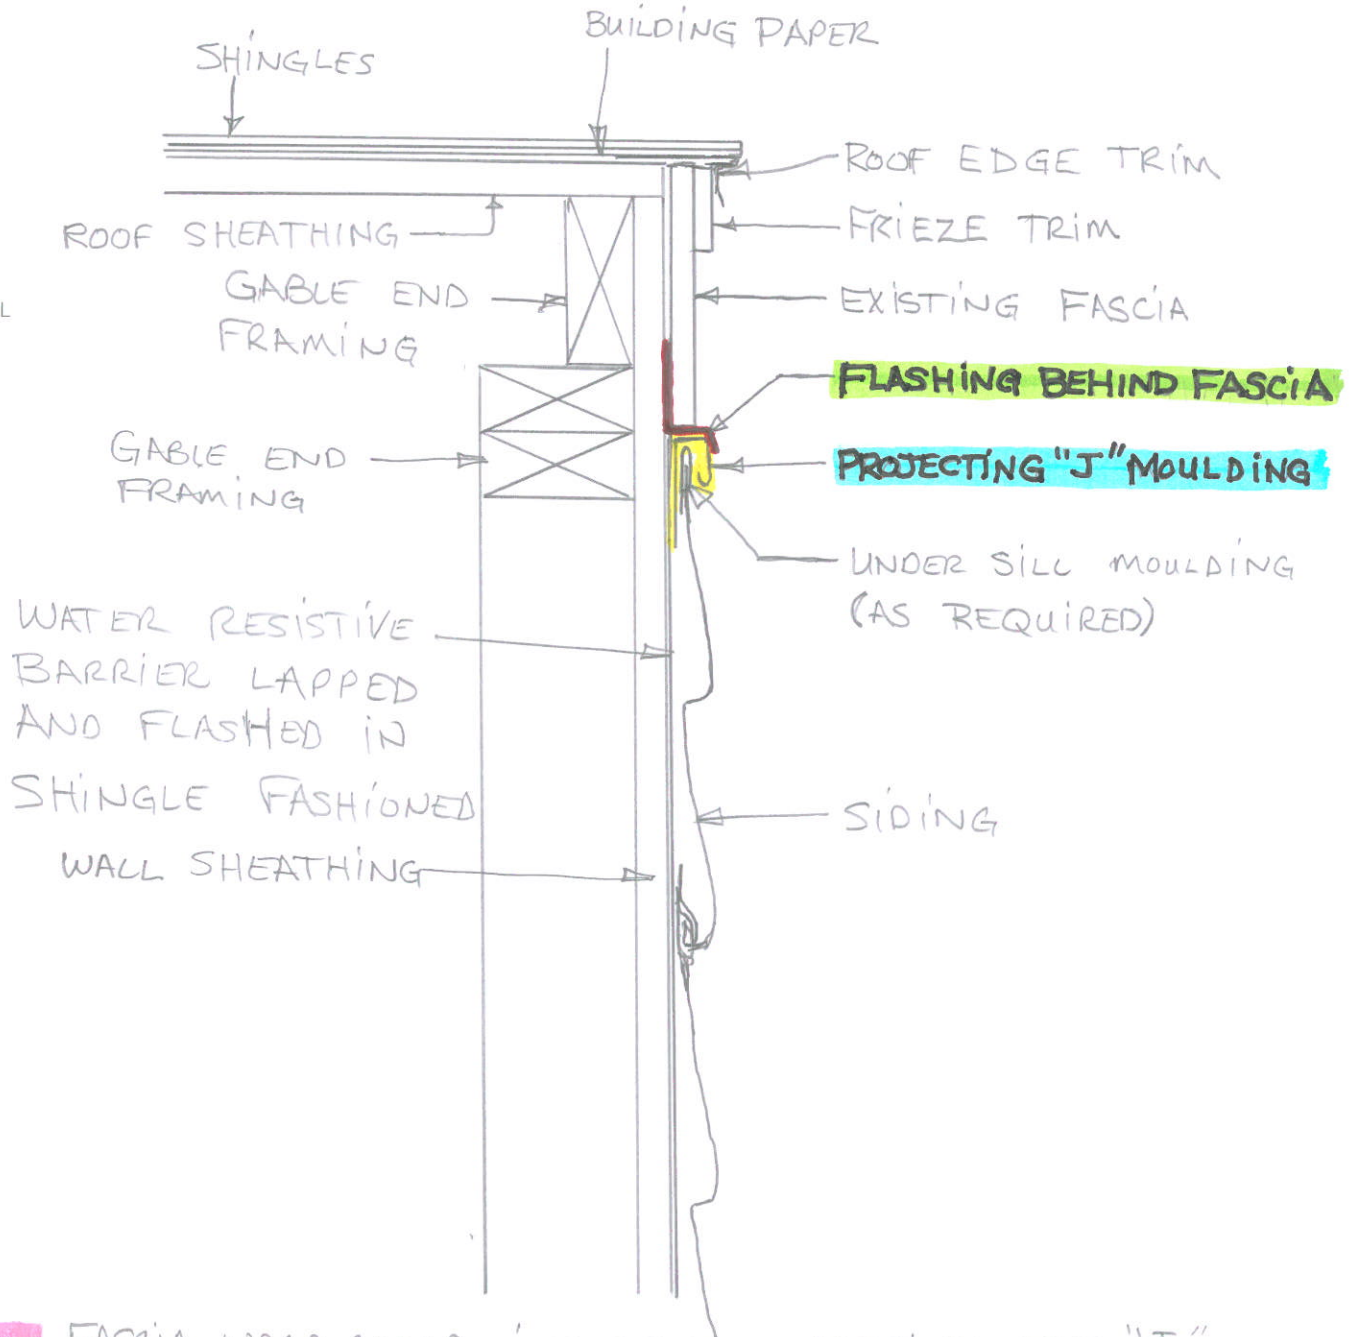 BUILDING PAPER
SHINGLES
ROOF EDGE TRIM
ROOF SHEATHING
FRIEZE TRIM
GABLE END
FRAMING
EXISTING FASCIA
L
FLASHING BEHIND FASCIA
GABLE END
FRAMING
PROJECTING "J" MOULDING
UNDER SILL MOULDING
(AS REQUIRED)
WATER RESISTIVE
BARRIER LAPPED
AND FLASHED IN
SHINGLE FASHIONED
SIDING
WALL SHEATHING
FASCIA
"J"